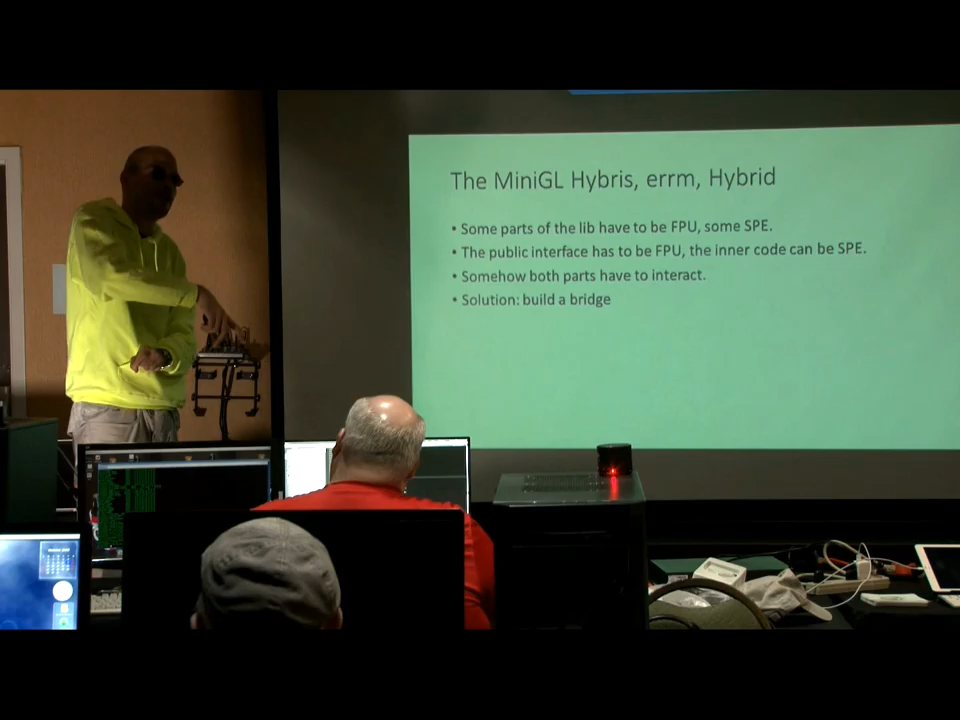 The MiniGL Hybris, errm, Hybrid
• Some parts of the lib have to be FPU, some SPE.
• The public interface has to be FPU, the inner code can be SPE.
• Somehow both parts have to interact.
• Solution: build a bridge